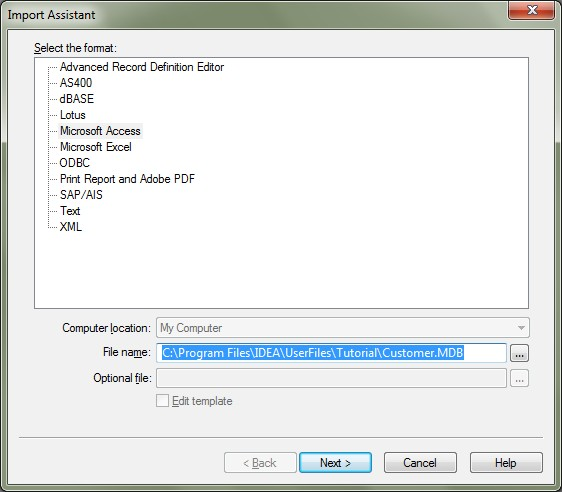 Import Assistant
Select the format:
Advanced Record Definition Editor
AS400
dBASE
Lotus
Microsoft Access
Microsoft Excel
ODBC
Print Report and Adobe PDF
SAP/AIS
Text
XML
Computer location: My Computer
File name: C:\Program Files\IDEA\UserFiles\Tutorial\Customer.MDB ...
Optional file: ...
Edit template
< Back Next > Cancel Help